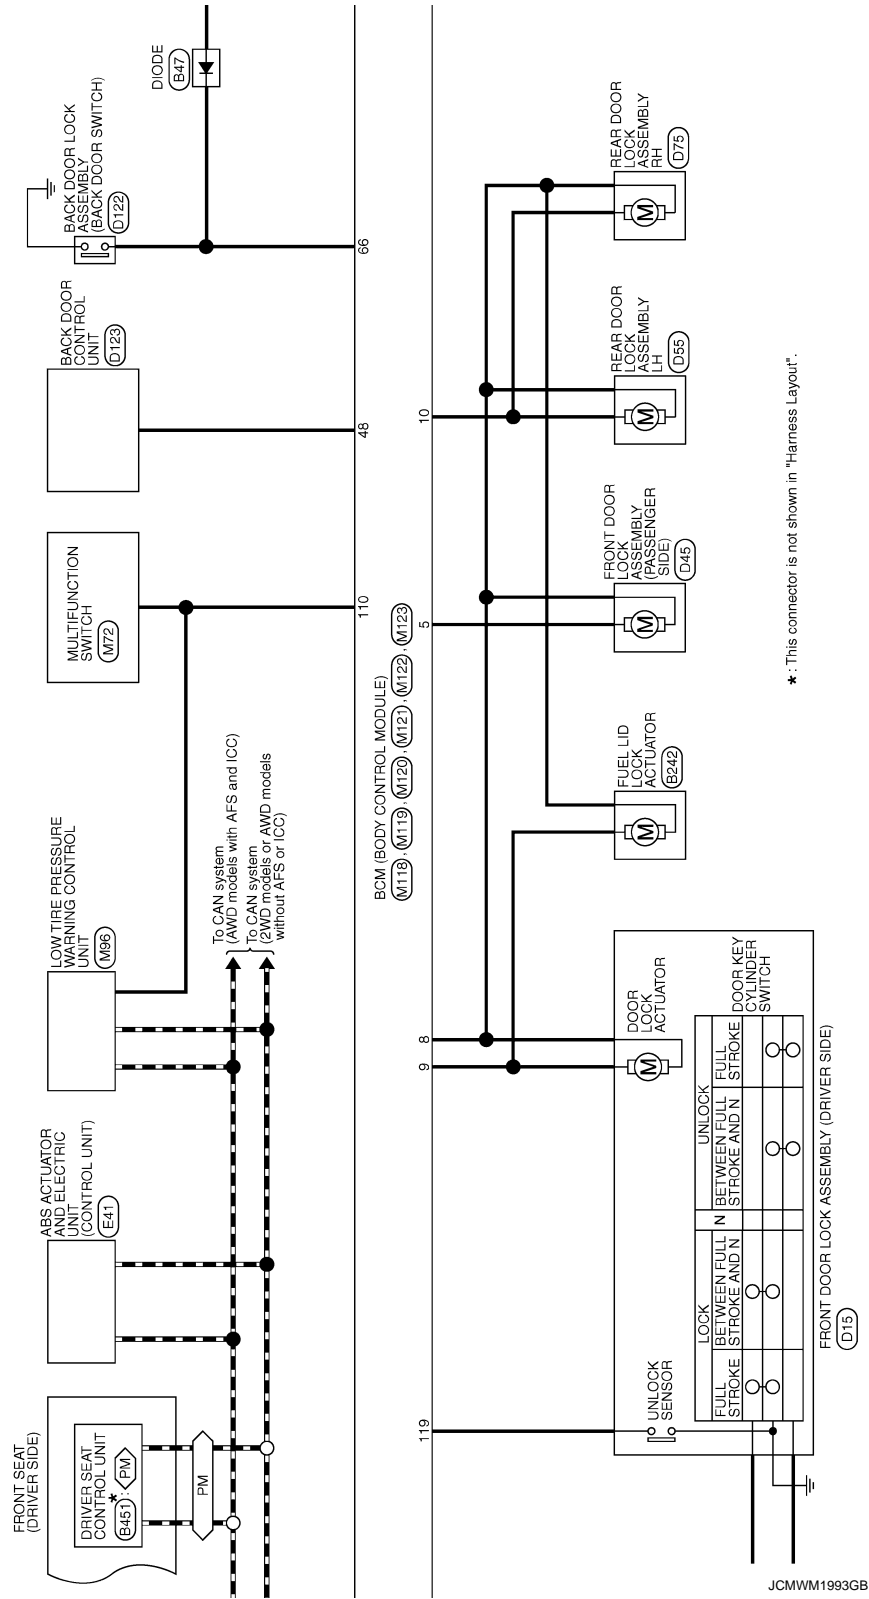 FRONT SEAT
(DRIVER SIDE)
DRIVER SEAT
CONTROL UNIT
*
B451 : PM
PM
ABS ACTUATOR
AND ELECTRIC
UNIT
(CONTROL UNIT)
E41
LOW TIRE PRESSURE
WARNING CONTROL
UNIT
M96
To CAN system
(AWD models with AFS and ICC)
To CAN system
(2WD models or AWD models
without AFS or ICC)
MULTIFUNCTION
SWITCH
M72
BACK DOOR
CONTROL
UNIT
D123
BACK DOOR LOCK
ASSEMBLY
(BACK DOOR SWITCH)
D122
DIODE
B47
110
48
66
BCM (BODY CONTROL MODULE)
M118 , M119 , M120 , M121 , M122 , M123
119
9
8
5
10
UNLOCK
SENSOR
DOOR
LOCK
ACTUATOR
LOCK
N
UNLOCK
FULL
STROKE
BETWEEN FULL
STROKE AND N
BETWEEN FULL
STROKE AND N
FULL
STROKE
DOOR KEY
CYLINDER
SWITCH
FRONT DOOR LOCK ASSEMBLY (DRIVER SIDE)
D15
M
FUEL LID
LOCK
ACTUATOR
B242
M
FRONT DOOR
LOCK
ASSEMBLY
(PASSENGER
SIDE)
D45
M
REAR DOOR
LOCK
ASSEMBLY
LH
D55
M
REAR DOOR
LOCK
ASSEMBLY
RH
D75
M
* : This connector is not shown in "Harness Layout".
JCMWM1993GB